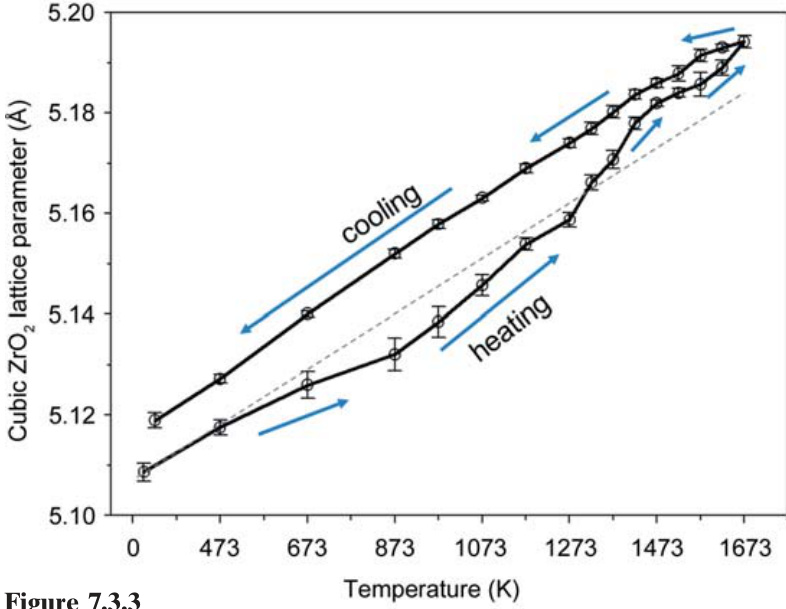 5.20
5.18
5.16
5.14
5.12
5.10
Cubic ZrO₂ lattice parameter (Å)
cooling
heating
0 473 673 873 1073 1273 1473 1673
Temperature (K)
Figure 7.3.3